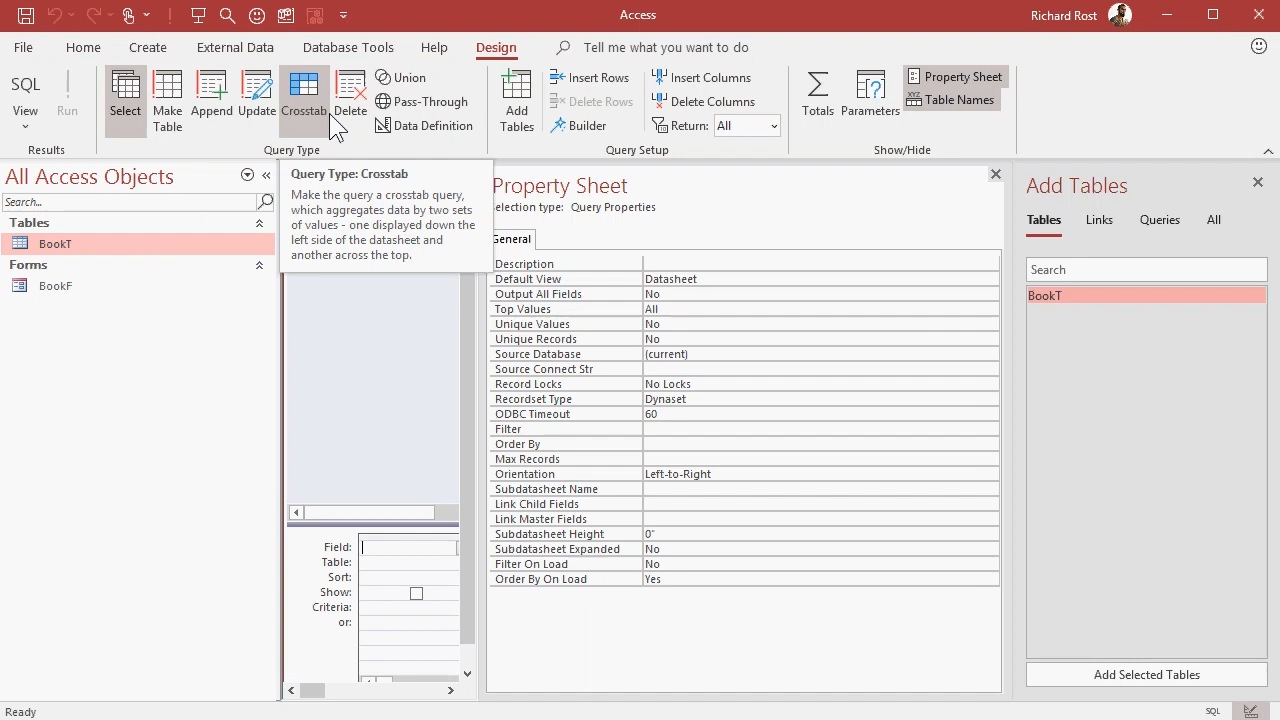 Access
Richard Rost
File
Home
Create
External Data
Database Tools
Help
Design
Tell me what you want to do
SQL
View
Run
Results
Select
Make
Table
Append
Update
Crosstab
Delete
Union
Pass-Through
Data Definition
Query Type
Add
Tables
Insert Rows
Delete Rows
Builder
Insert Columns
Delete Columns
Return: All
Query Setup
Totals
Parameters
Property Sheet
XYZ
Table Names
Show/Hide
All Access Objects
Search...
Tables
BookT
Forms
BookF
Query Type: Crosstab
Make the query a crosstab query,
which aggregates data by two sets
of values - one displayed down the
left side of the datasheet and
another across the top.
Property Sheet
Selection type: Query Properties
General
Description
Default View Datasheet
Output All Fields No
Top Values All
Unique Values No
Unique Records No
Source Database (current)
Source Connect Str
Record Locks No Locks
Recordset Type Dynaset
ODBC Timeout 60
Filter
Order By
Max Records
Orientation Left-to-Right
Subdatasheet Name
Link Child Fields
Link Master Fields
Subdatasheet Height 0"
Subdatasheet Expanded No
Filter On Load No
Order By On Load Yes
Field:
Table:
Sort:
Show:
Criteria:
or:
Add Tables
Tables
Links
Queries
All
Search
BookT
Add Selected Tables
Ready
SQL